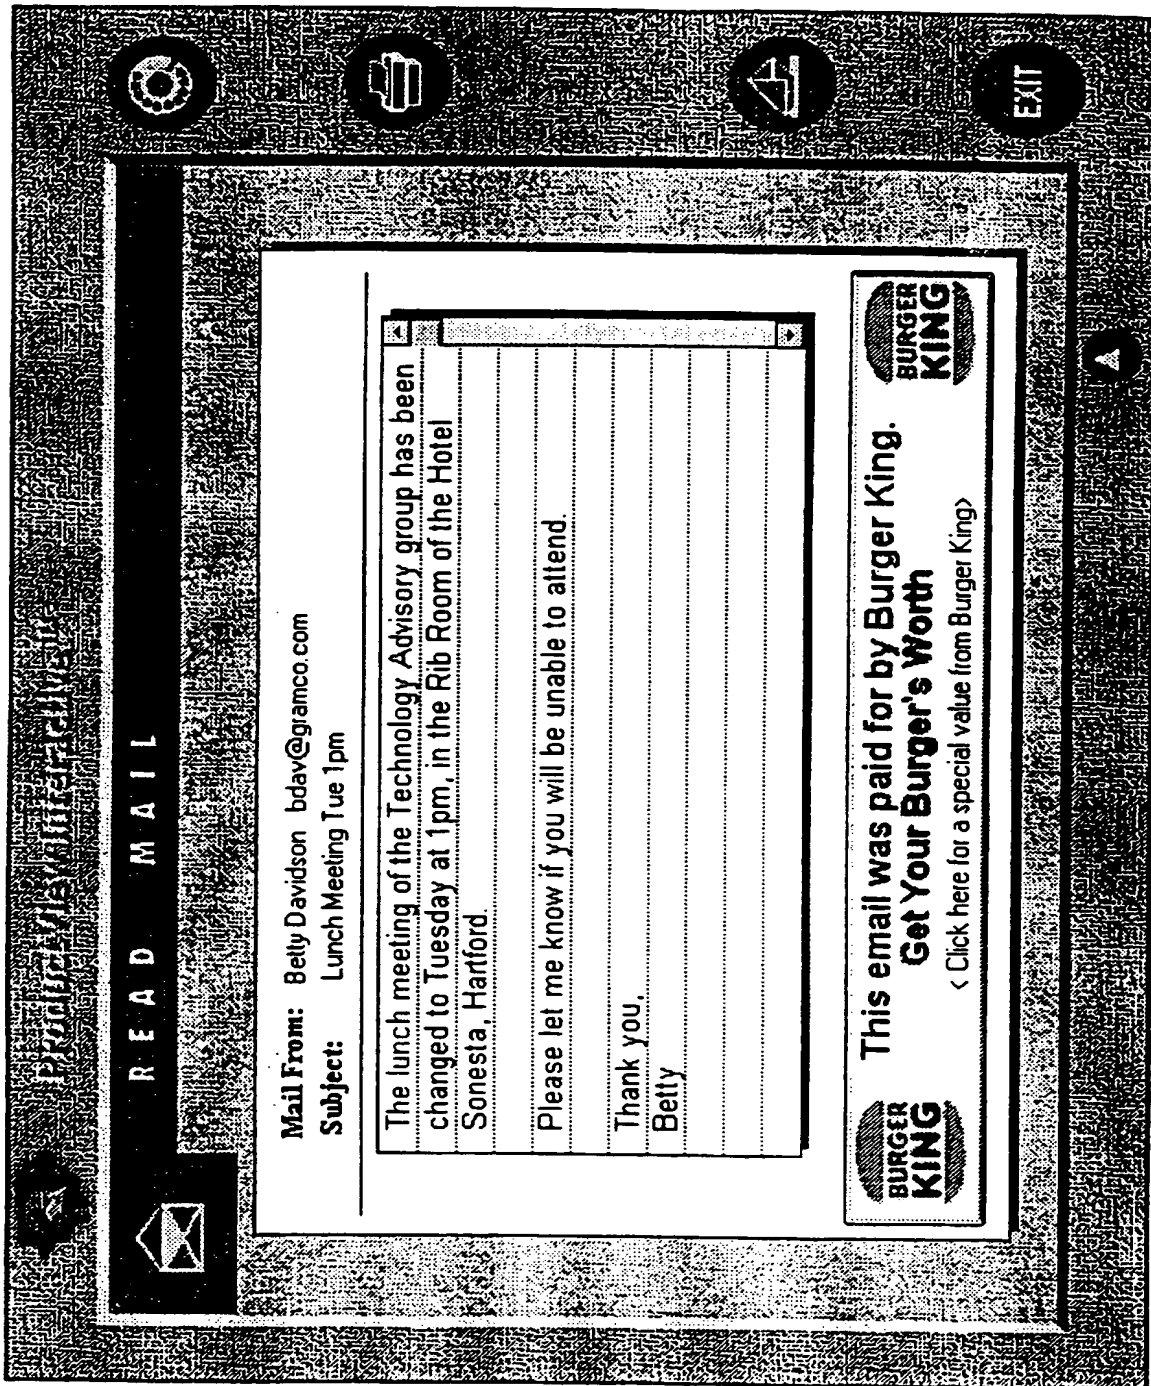 ProductView Interactive
READ MAIL
Mail From: Betty Davidson bdav@gramco.com
Subject: Lunch Meeting Tue 1pm
The lunch meeting of the Technology Advisory group has been
changed to Tuesday at 1pm, in the Rib Room of the Hotel
Sonesta, Hartford.
Please let me know if you will be unable to attend.
Thank you,
Betty
BURGER
KING
This email was paid for by Burger King.
Get Your Burger's Worth
< Click here for a special value from Burger King>
BURGER
KING
EXIT